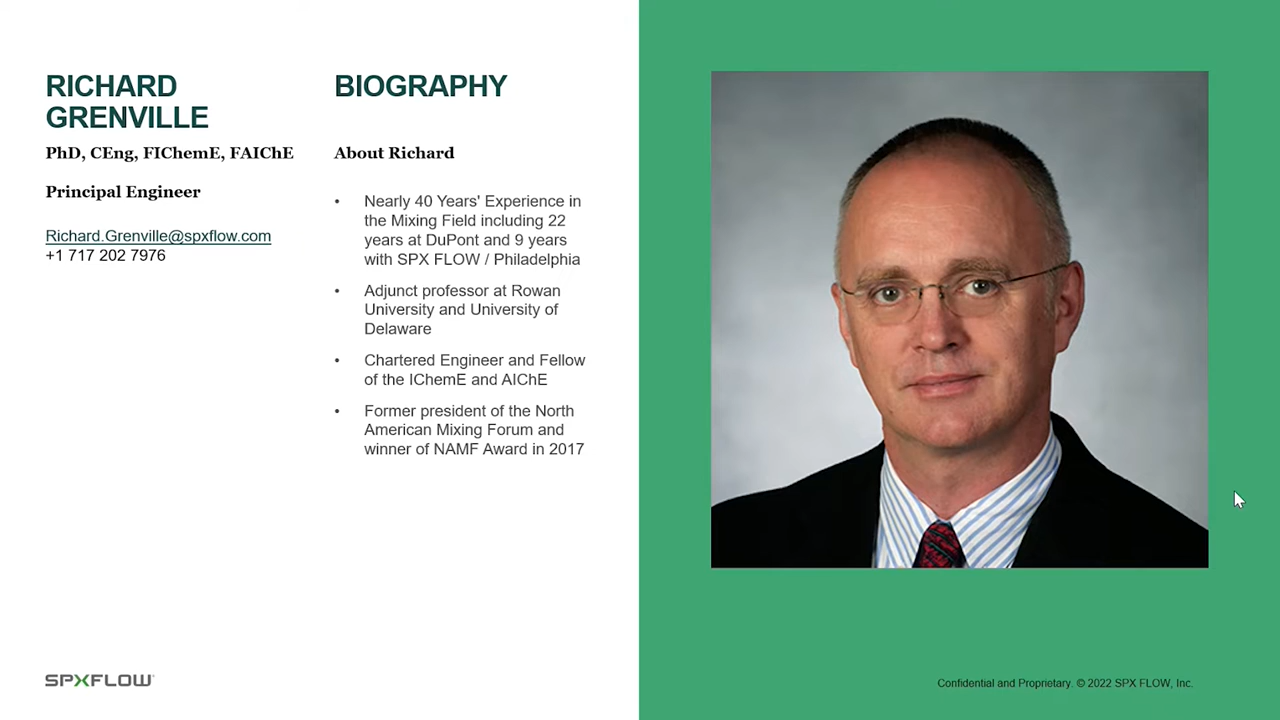 RICHARD
GRENVILLE
PhD, CEng, FIChemE, FAIChE
Principal Engineer
Richard.Grenville@spxflow.com
+1 717 202 7976
BIOGRAPHY
About Richard
• Nearly 40 Years' Experience in
the Mixing Field including 22
years at DuPont and 9 years
with SPX FLOW / Philadelphia
• Adjunct professor at Rowan
University and University of
Delaware
• Chartered Engineer and Fellow
of the IChemE and AIChE
• Former president of the North
American Mixing Forum and
winner of NAMF Award in 2017
SPXFLOW
Confidential and Proprietary. © 2022 SPX FLOW, Inc.